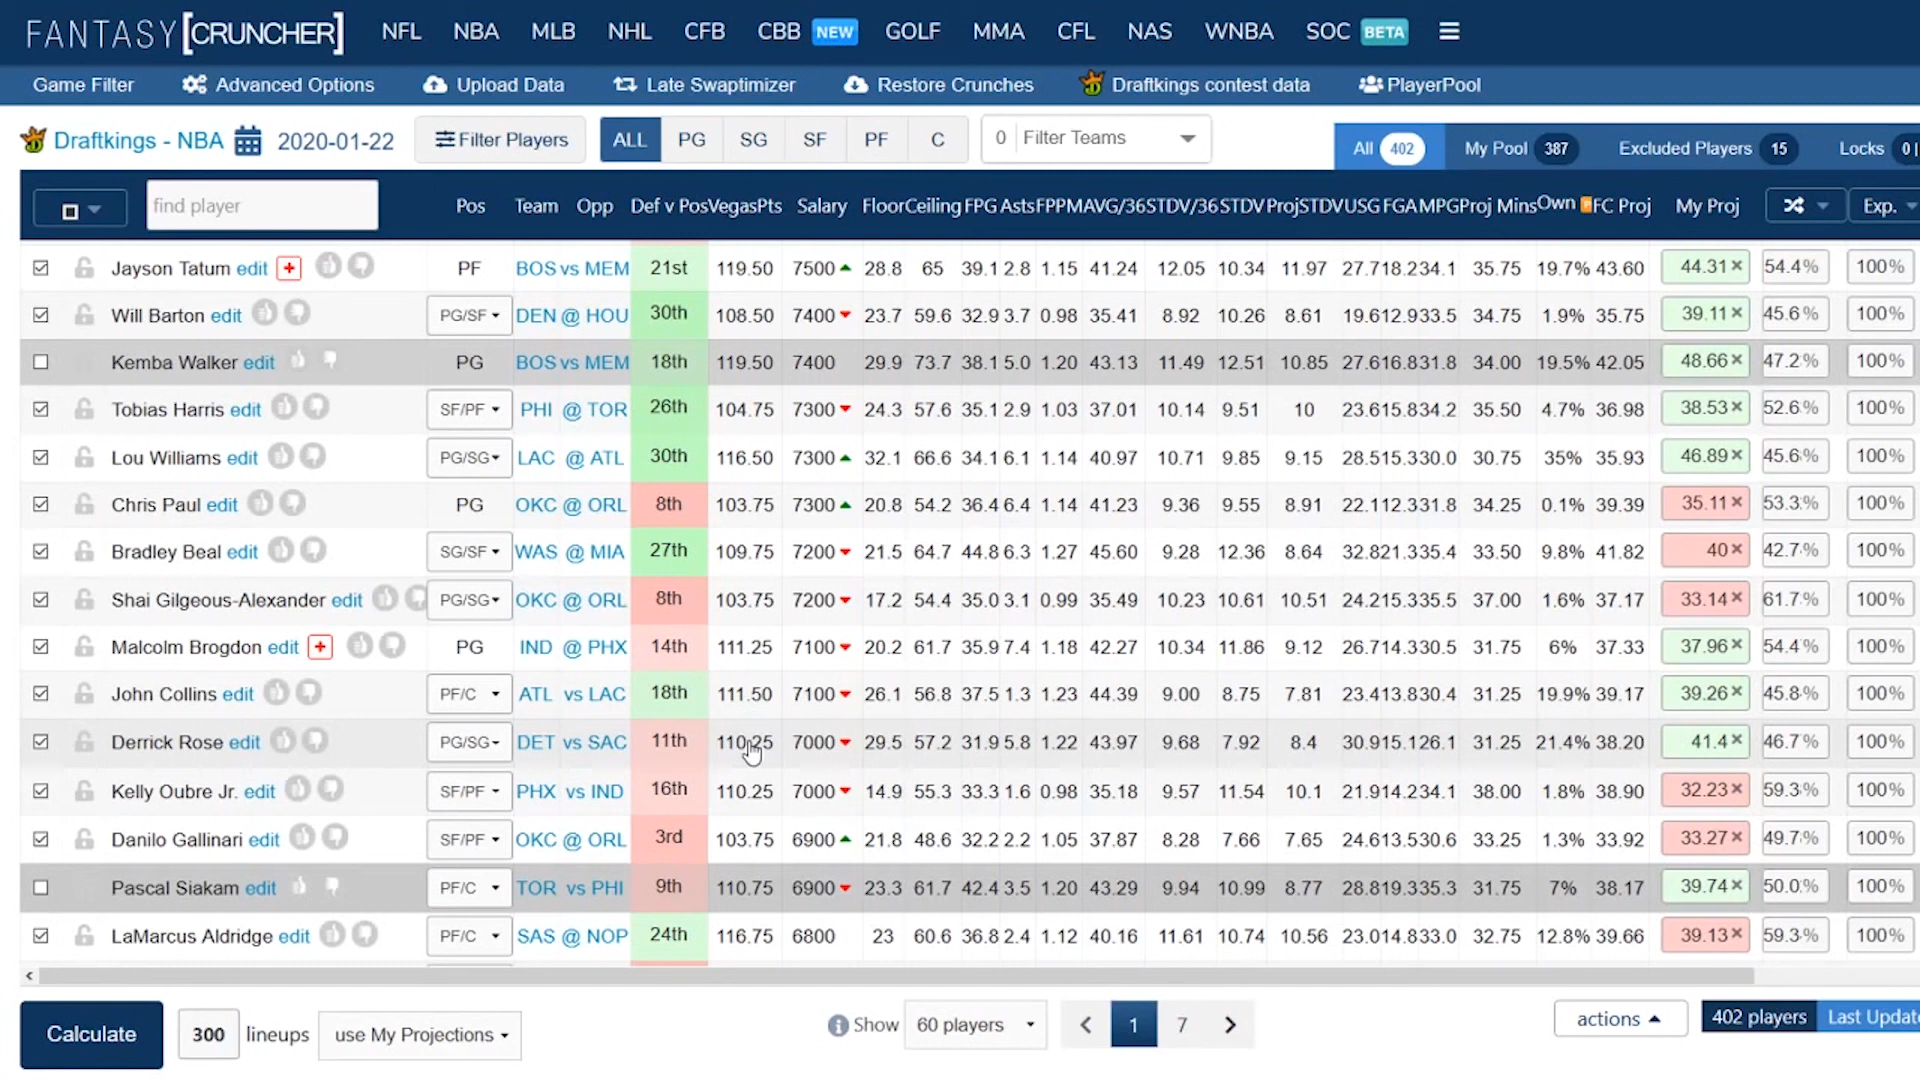 FANTASY[CRUNCHER] NFL NBA MLB NHL CFB CBB NEW GOLF MMA CFL NAS WNBA SOC BETA
Game Filter Advanced Options Upload Data Late Swaptimizer Restore Crunches Draftkings contest data PlayerPool
Draftkings - NBA 2020-01-22 Filter Players ALL PG SG SF PF C 0 Filter Teams All 402 My Pool 387 Excluded Players 15 Locks 0 |
find player Pos Team Opp Def v Pos VegasPts Salary Floor Ceiling FPG Asts FPPM AVG/36 STDV/36 STDV ProjSTDV USG FGA MPG Proj Mins Own FC Proj My Proj Exp.
Jayson Tatum edit PF BOS vs MEM 21st 119.50 7500 28.8 65 39.1 2.8 1.15 41.24 12.05 10.34 11.97 27.7 18.2 34.1 35.75 19.7% 43.60 44.31 × 54.4% 100%
Will Barton edit PG/SF DEN @ HOU 30th 108.50 7400 23.7 59.6 32.9 3.7 0.98 35.41 8.92 10.26 8.61 19.6 12.9 33.5 34.75 1.9% 35.75 39.11 × 45.6% 100%
Kemba Walker edit PG BOS vs MEM 18th 119.50 7400 29.9 73.7 38.1 5.0 1.20 43.13 11.49 12.51 10.85 27.6 16.8 31.8 34.00 19.5% 42.05 48.66 × 47.2% 100%
Tobias Harris edit SF/PF PHI @ TOR 26th 104.75 7300 24.3 57.6 35.1 2.9 1.03 37.01 10.14 9.51 10 23.6 15.8 34.2 35.50 4.7% 36.98 38.53 × 52.6% 100%
Lou Williams edit PG/SG LAC @ ATL 30th 116.50 7300 32.1 66.6 34.1 6.1 1.14 40.97 10.71 9.85 9.15 28.5 15.3 30.0 30.75 35% 35.93 46.89 × 45.6% 100%
Chris Paul edit PG OKC @ ORL 8th 103.75 7300 20.8 54.2 36.4 6.4 1.14 41.23 9.36 9.55 8.91 22.1 12.3 31.8 34.25 0.1% 39.39 35.11 × 53.3% 100%
Bradley Beal edit SG/SF WAS @ MIA 27th 109.75 7200 21.5 64.7 44.8 6.3 1.27 45.60 9.28 12.36 8.64 32.8 21.3 35.4 33.50 9.8% 41.82 40 × 42.7% 100%
Shai Gilgeous-Alexander edit PG/SG OKC @ ORL 8th 103.75 7200 17.2 54.4 35.0 3.1 0.99 35.49 10.23 10.61 10.51 24.2 15.3 35.5 37.00 1.6% 37.17 33.14 × 61.7% 100%
Malcolm Brogdon edit PG IND @ PHX 14th 111.25 7100 20.2 61.7 35.9 7.4 1.18 42.27 10.34 11.86 9.12 26.7 14.3 30.5 31.75 6% 37.33 37.96 × 54.4% 100%
John Collins edit PF/C ATL vs LAC 18th 111.50 7100 26.1 56.8 37.5 1.3 1.23 44.39 9.00 8.75 7.81 23.4 13.8 30.4 31.25 19.9% 39.17 39.26 × 45.8% 100%
Derrick Rose edit PG/SG DET vs SAC 11th 110.25 7000 29.5 57.2 31.9 5.8 1.22 43.97 9.68 7.92 8.4 30.9 15.1 26.1 31.25 21.4% 38.20 41.4 × 46.7% 100%
Kelly Oubre Jr. edit SF/PF PHX vs IND 16th 110.25 7000 14.9 55.3 33.3 1.6 0.98 35.18 9.57 11.54 10.1 21.9 14.2 34.1 38.00 1.8% 38.90 32.23 × 59.3% 100%
Danilo Gallinari edit SF/PF OKC @ ORL 3rd 103.75 6900 21.8 48.6 32.2 2.2 1.05 37.87 8.28 7.66 7.65 24.6 13.5 30.6 33.25 1.3% 33.92 33.27 × 49.7% 100%
Pascal Siakam edit PF/C TOR vs PHI 9th 110.75 6900 23.3 61.7 42.4 3.5 1.20 43.29 9.94 10.99 8.77 28.8 19.3 35.3 31.75 7% 38.17 39.74 × 50.0% 100%
LaMarcus Aldridge edit PF/C SAS @ NOP 24th 116.75 6800 23 60.6 36.8 2.4 1.12 40.16 11.61 10.74 10.56 23.0 14.8 33.0 32.75 12.8% 39.66 39.13 × 59.3% 100%
Calculate 300 lineups use My Projections Show 60 players 1 7 actions 402 players Last Update